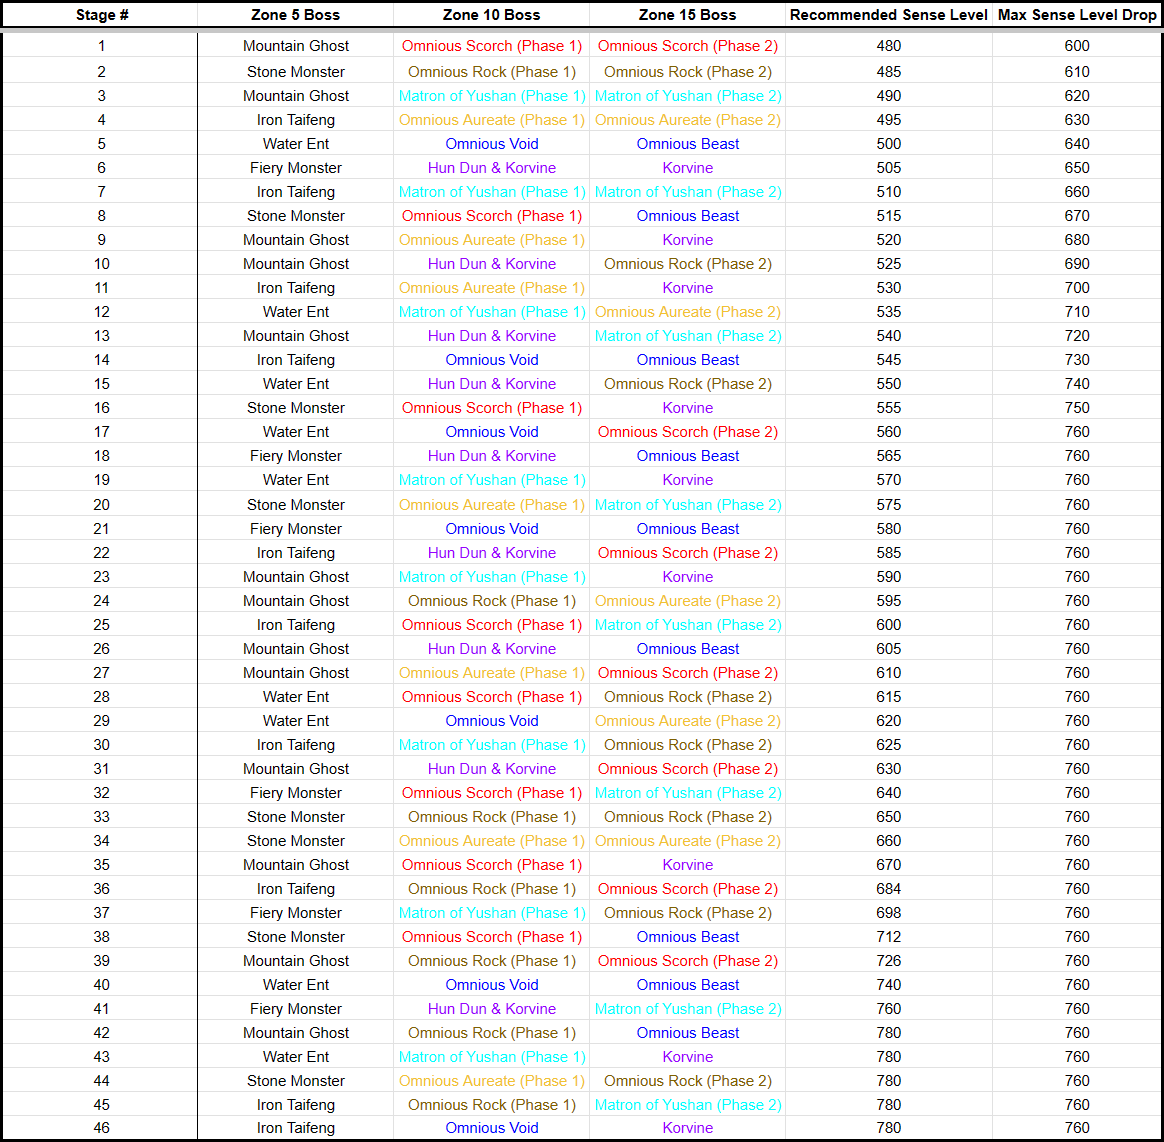 Stage # Zone 5 Boss Zone 10 Boss Zone 15 Boss Recommended Sense Level Max Sense Level Drop
1 Mountain Ghost Omnious Scorch (Phase 1) Omnious Scorch (Phase 2) 480 600
2 Stone Monster Omnious Rock (Phase 1) Omnious Rock (Phase 2) 485 610
3 Mountain Ghost Matron of Yushan (Phase 1) Matron of Yushan (Phase 2) 490 620
4 Iron Taifeng Omnious Aureate (Phase 1) Omnious Aureate (Phase 2) 495 630
5 Water Ent Omnious Void Omnious Beast 500 640
6 Fiery Monster Hun Dun & Korvine Korvine 505 650
7 Iron Taifeng Matron of Yushan (Phase 1) Matron of Yushan (Phase 2) 510 660
8 Stone Monster Omnious Scorch (Phase 1) Omnious Beast 515 670
9 Mountain Ghost Omnious Aureate (Phase 1) Korvine 520 680
10 Mountain Ghost Hun Dun & Korvine Omnious Rock (Phase 2) 525 690
11 Iron Taifeng Omnious Aureate (Phase 1) Korvine 530 700
12 Water Ent Matron of Yushan (Phase 1) Omnious Aureate (Phase 2) 535 710
13 Mountain Ghost Hun Dun & Korvine Matron of Yushan (Phase 2) 540 720
14 Iron Taifeng Omnious Void Omnious Beast 545 730
15 Water Ent Hun Dun & Korvine Omnious Rock (Phase 2) 550 740
16 Stone Monster Omnious Scorch (Phase 1) Korvine 555 750
17 Water Ent Omnious Void Omnious Scorch (Phase 2) 560 760
18 Fiery Monster Hun Dun & Korvine Omnious Beast 565 760
19 Water Ent Matron of Yushan (Phase 1) Korvine 570 760
20 Stone Monster Omnious Aureate (Phase 1) Matron of Yushan (Phase 2) 575 760
21 Fiery Monster Omnious Void Omnious Beast 580 760
22 Iron Taifeng Hun Dun & Korvine Omnious Scorch (Phase 2) 585 760
23 Mountain Ghost Matron of Yushan (Phase 1) Korvine 590 760
24 Mountain Ghost Omnious Rock (Phase 1) Omnious Aureate (Phase 2) 595 760
25 Iron Taifeng Omnious Scorch (Phase 1) Matron of Yushan (Phase 2) 600 760
26 Mountain Ghost Hun Dun & Korvine Omnious Beast 605 760
27 Mountain Ghost Omnious Aureate (Phase 1) Omnious Scorch (Phase 2) 610 760
28 Water Ent Omnious Scorch (Phase 1) Omnious Rock (Phase 2) 615 760
29 Water Ent Omnious Void Omnious Aureate (Phase 2) 620 760
30 Iron Taifeng Matron of Yushan (Phase 1) Omnious Rock (Phase 2) 625 760
31 Mountain Ghost Hun Dun & Korvine Omnious Scorch (Phase 2) 630 760
32 Fiery Monster Omnious Scorch (Phase 1) Matron of Yushan (Phase 2) 640 760
33 Stone Monster Omnious Rock (Phase 1) Omnious Rock (Phase 2) 650 760
34 Stone Monster Omnious Aureate (Phase 1) Omnious Aureate (Phase 2) 660 760
35 Mountain Ghost Omnious Scorch (Phase 1) Korvine 670 760
36 Iron Taifeng Omnious Rock (Phase 1) Omnious Scorch (Phase 2) 684 760
37 Fiery Monster Matron of Yushan (Phase 1) Omnious Rock (Phase 2) 698 760
38 Stone Monster Omnious Scorch (Phase 1) Omnious Beast 712 760
39 Mountain Ghost Omnious Rock (Phase 1) Omnious Scorch (Phase 2) 726 760
40 Water Ent Omnious Void Omnious Beast 740 760
41 Fiery Monster Hun Dun & Korvine Matron of Yushan (Phase 2) 760 760
42 Mountain Ghost Omnious Rock (Phase 1) Omnious Beast 780 760
43 Water Ent Matron of Yushan (Phase 1) Korvine 780 760
44 Stone Monster Omnious Aureate (Phase 1) Omnious Rock (Phase 2) 780 760
45 Iron Taifeng Omnious Rock (Phase 1) Matron of Yushan (Phase 2) 780 760
46 Iron Taifeng Omnious Void Korvine 780 760